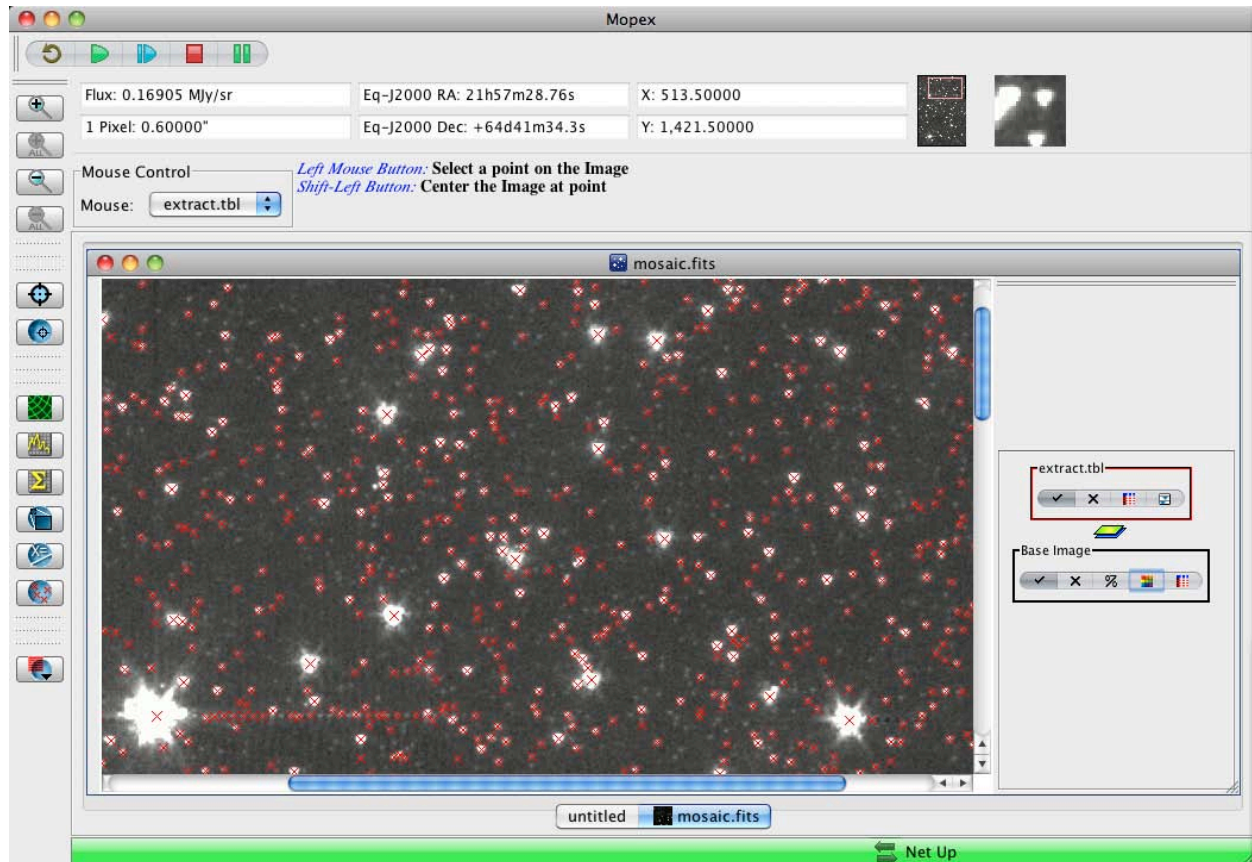 Mopex
Flux: 0.16905 MJy/sr
Eq-J2000 RA: 21h57m28.76s
X: 513.50000
1 Pixel: 0.60000"
Eq-J2000 Dec: +64d41m34.3s
Y: 1,421.50000
ALL
ALL
Mouse Control
Mouse: extract.tbl
Left Mouse Button: Select a point on the Image
Shift-Left Button: Center the Image at point
mosaic.fits
extract.tbl
Base Image
untitled
mosaic.fits
Net Up